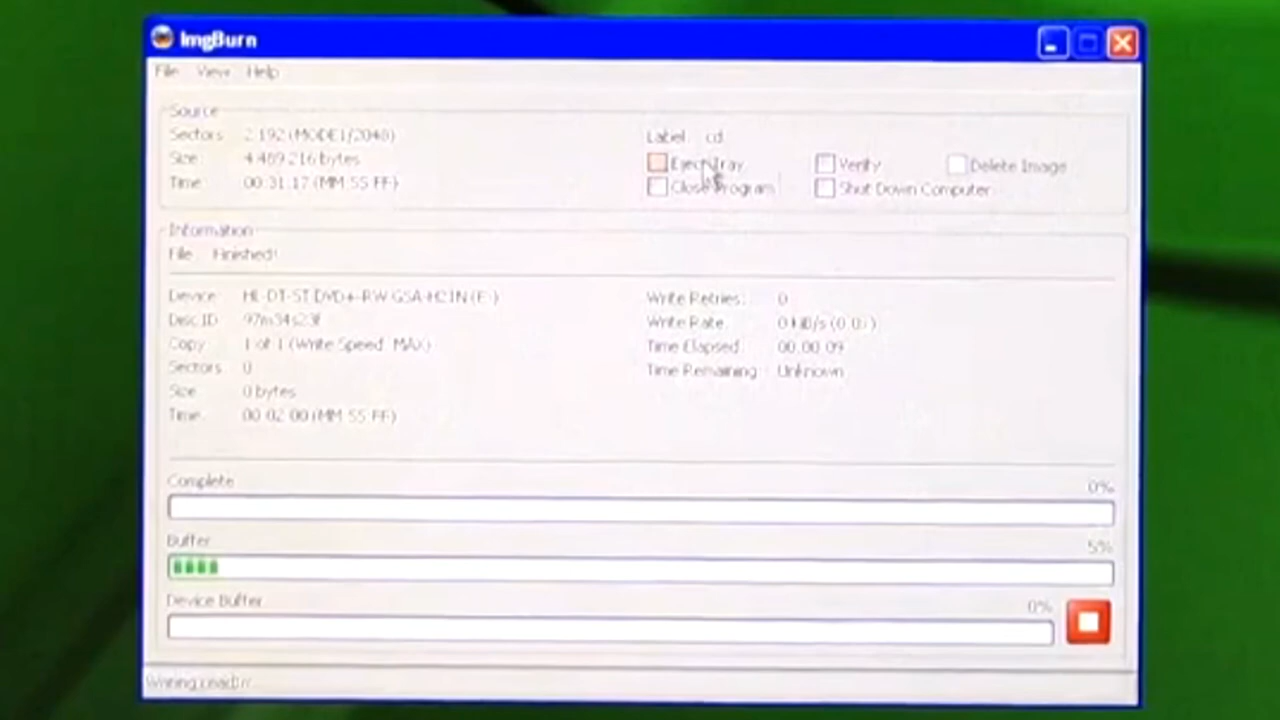 ImgBurn
File View Help
Source
Sectors 2,192 (MODE1/2048)
Size 4,489,216 bytes
Time 00:31:17 (MM:SS:FF)
Label cd
Eject Tray Verify Delete Image
Close Program Shut Down Computer
Information
File Finished!
Device HL-DT-ST DVD+-RW GSA-H21N (E:)
Disc ID 97m34s23f
Copy 1 of 1 (Write Speed: MAX)
Sectors 0
Size 0 bytes
Time 00:02:00 (MM:SS:FF)
Write Retries: 0
Write Rate 0 KiB/s (0.0x)
Time Elapsed 00:00:09
Time Remaining Unknown
Complete 0%
Buffer 5%
Device Buffer 0%
Writing